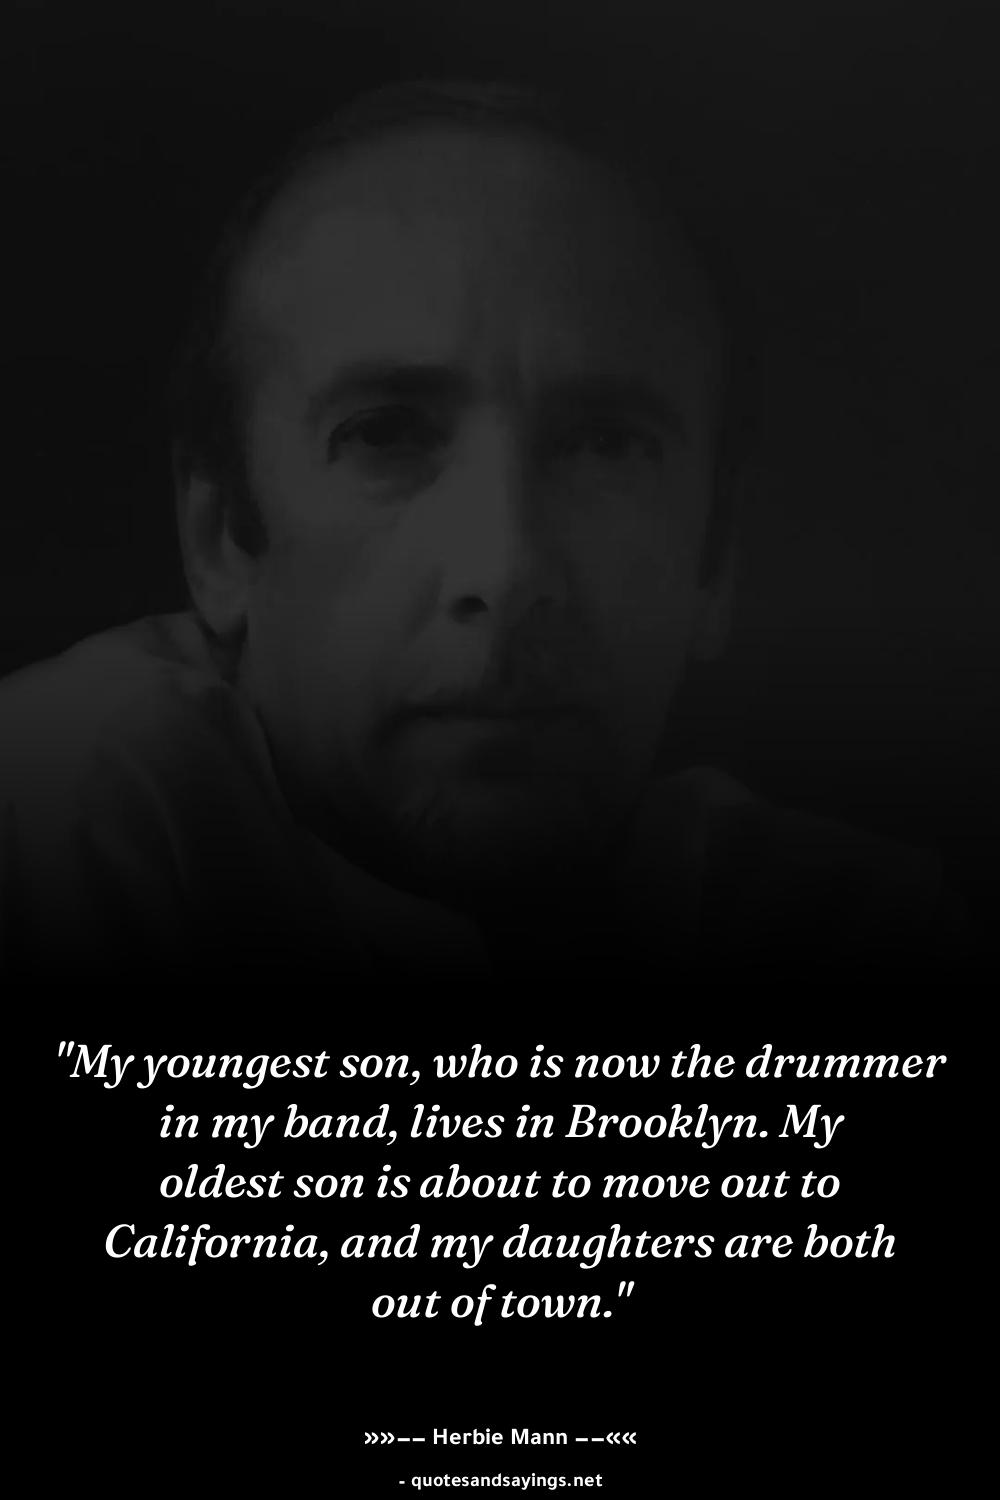 "My youngest son, who is now the drummer
in my band, lives in Brooklyn. My
oldest son is about to move out to
California, and my daughters are both
out of town."
»»–– Herbie Mann ––««
- quotesandsayings.net